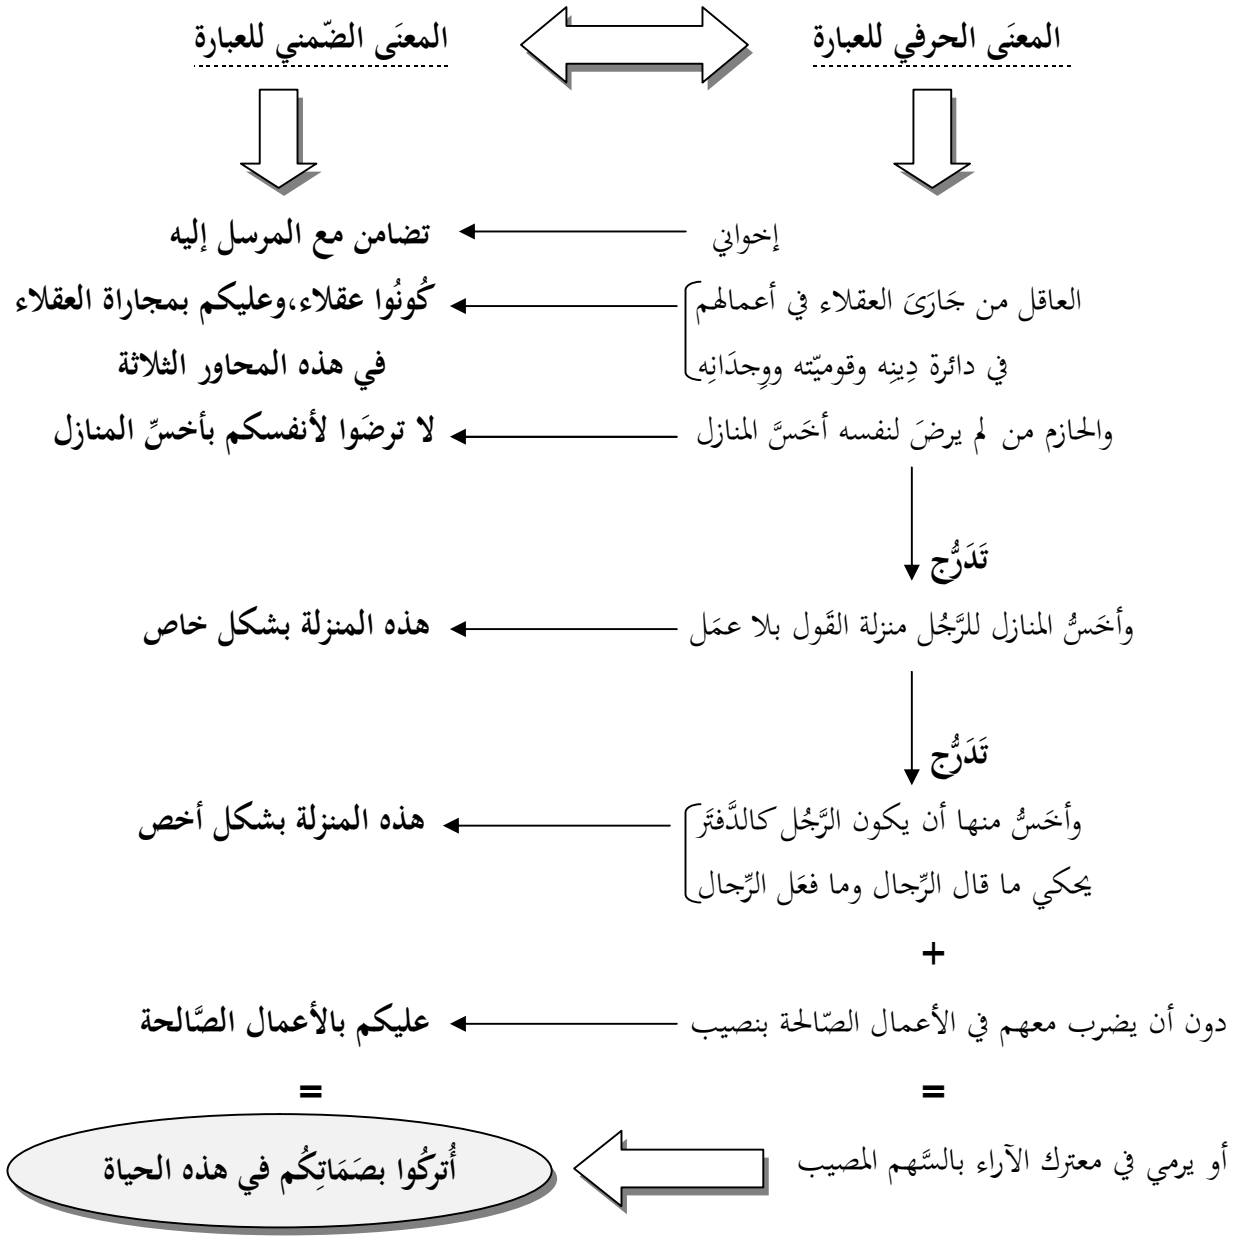 المعنَى الحرفي للعبارة
المعنَى الضّمني للعبارة
إخواني
تضامن مع المرسل إليه
العاقل من جَارَىَ العقلاء في أعمالهم
كُونُوا عقلاء،وعليكم بمجاراة العقلاء
في دائرة دِينِه وقوميّته ووِجدَانِه
في هذه المحاور الثلاثة
والحازم من لم يرضَ لنفسه أخَسَّ المنازل
لا ترضَوا لأنفسكم بأخسِّ المنازل
تَدَرُّج
وأخَسُّ المنازل للرَّجُل منزلة القَول بلا عمَل
هذه المنزلة بشكل خاص
تَدَرُّج
وأخَسُّ منها أن يكون الرَّجُل كالدَّفتَر
هذه المنزلة بشكل أخص
يحكي ما قال الرِّجال وما فعَل الرِّجال
+
دون أن يضرب معهم في الأعمال الصّالحة بنصيب
عليكم بالأعمال الصَّالحة
=
=
أو يرمي في معترك الآراء بالسَّهم المصيب
أُتركُوا بصَمَاتِكُم في هذه الحياة